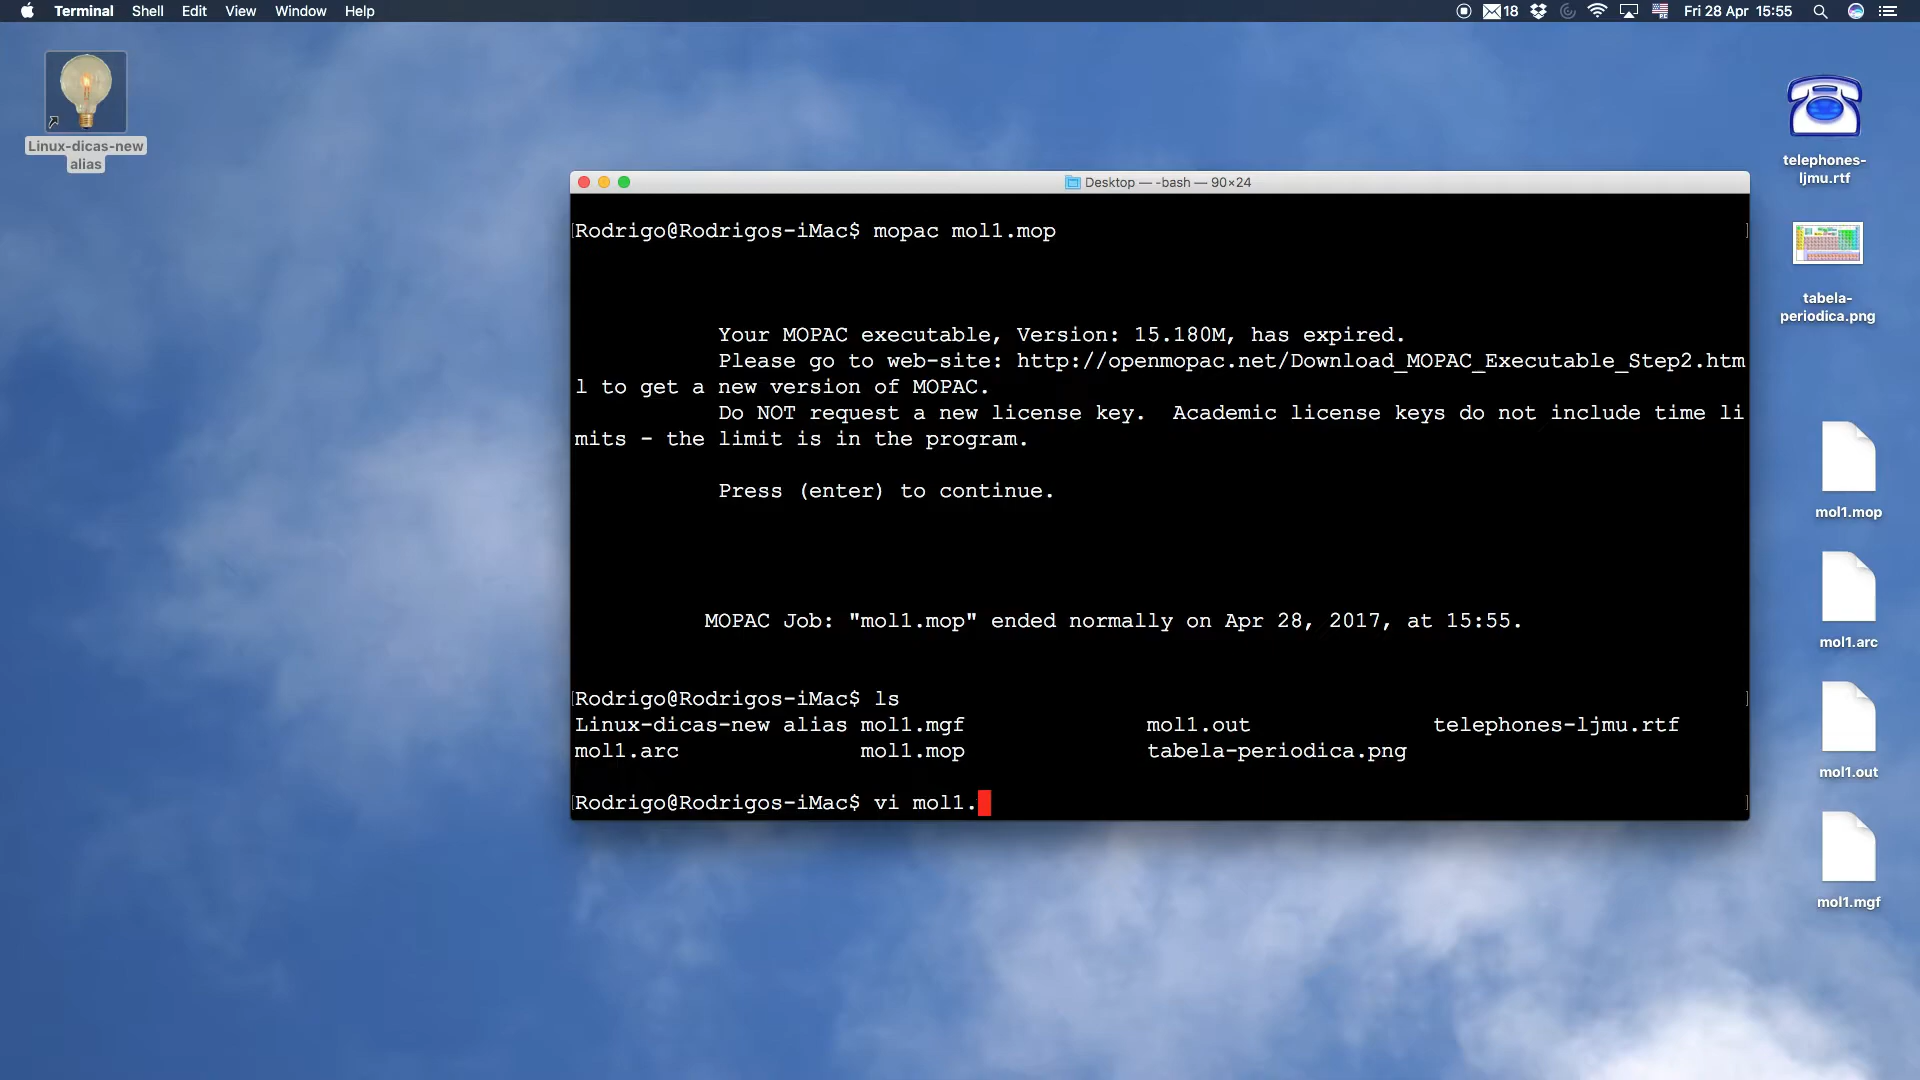 Terminal Shell Edit View Window Help
18
Fri 28 Apr 15:55
Linux-dicas-new
alias
telephones-
ljmu.rtf
tabela-
periodica.png
mol1.mop
mol1.arc
mol1.out
mol1.mgf
Desktop — -bash — 90×24
Rodrigo@Rodrigos-iMac$ mopac mol1.mop
Your MOPAC executable, Version: 15.180M, has expired.
Please go to web-site: http://openmopac.net/Download_MOPAC_Executable_Step2.htm
l to get a new version of MOPAC.
Do NOT request a new license key.  Academic license keys do not include time li
mits - the limit is in the program.
Press (enter) to continue.
MOPAC Job: "mol1.mop" ended normally on Apr 28, 2017, at 15:55.
Rodrigo@Rodrigos-iMac$ ls
Linux-dicas-new alias mol1.mgf mol1.out telephones-ljmu.rtf
mol1.arc mol1.mop tabela-periodica.png
Rodrigo@Rodrigos-iMac$ vi mol1.